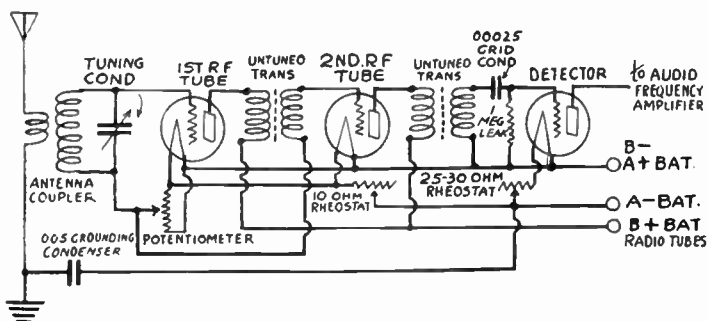 TUNING
COND
1ST RF
TUBE
UNTUNED
TRANS
2ND. RF
TUBE
UNTUNED
TRANS
00025
GRID
COND
DETECTOR
to AUDIO
FREQUENCY
AMPLIFIER
1
MEG
LEAK
ANTENNA
COUPLER
10 OHM
RHEOSTAT
25-30 OHM
RHEOSTAT
B-
A+ BAT.
A-BAT.
B+BAT
RADIO TUBES
POTENTIOMETER
005 GROUNDING
CONDENSER